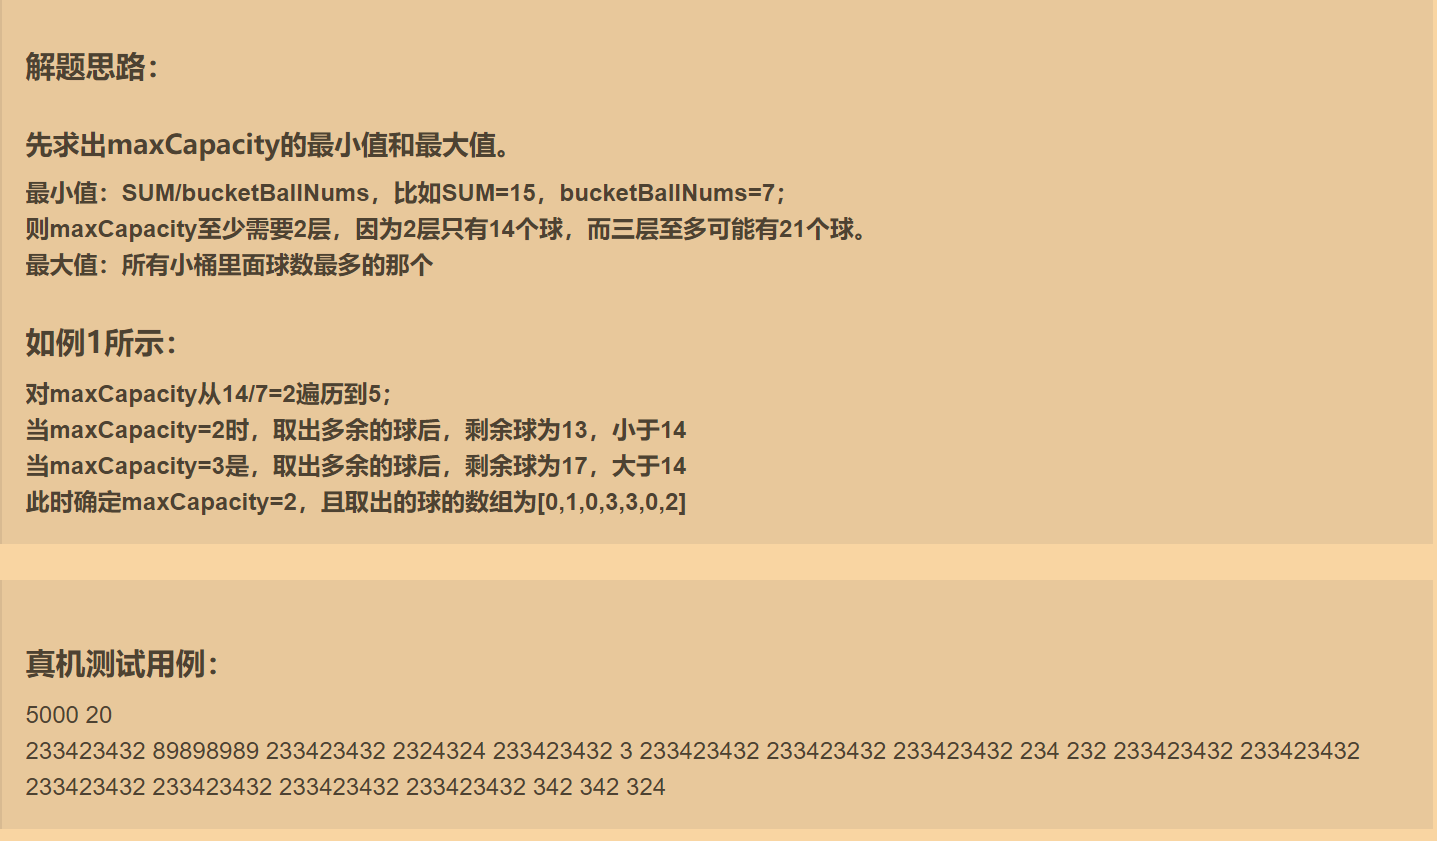 解题思路：
先求出maxCapacity的最小值和最大值。
最小值：SUM/bucketBallNums，比如SUM=15，bucketBallNums=7；
则maxCapacity至少需要2层，因为2层只有14个球，而三层至多可能有21个球。
最大值：所有小桶里面球数最多的那个
如例1所示：
对maxCapacity从14/7=2遍历到5；
当maxCapacity=2时，取出多余的球后，剩余球为13，小于14
当maxCapacity=3是，取出多余的球后，剩余球为17，大于14
此时确定maxCapacity=2，且取出的球的数组为[0,1,0,3,3,0,2]
真机测试用例：
5000 20
233423432 89898989 233423432 2324324 233423432 3 233423432 233423432 233423432 234 232 233423432 233423432
233423432 233423432 233423432 233423432 342 342 324